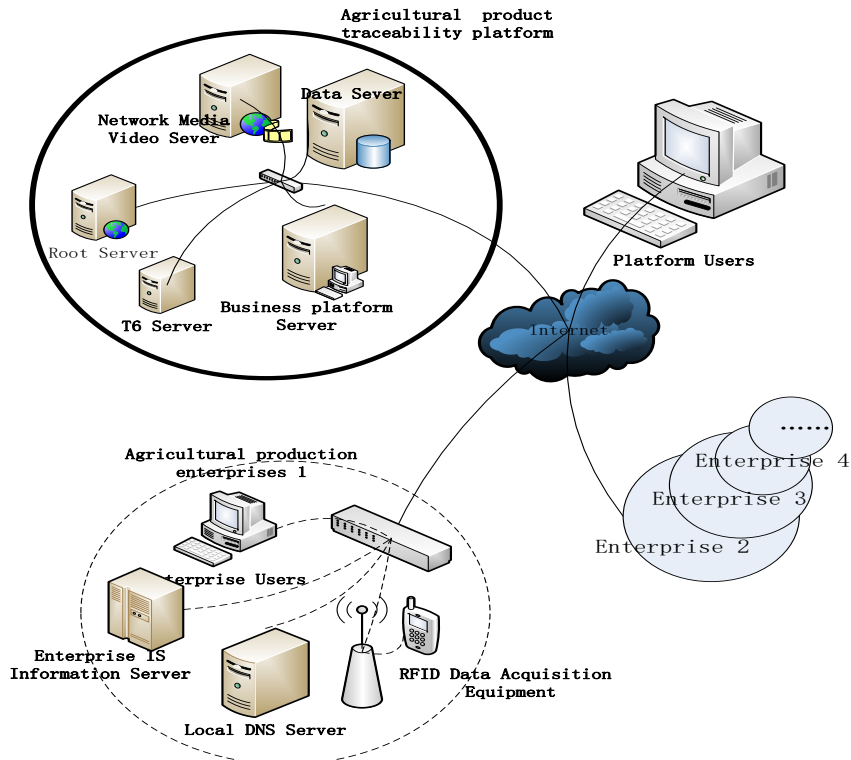 Agricultural product
traceability platform
Data Sever
Network Media
Video Sever
Root Server
T6 Server
Business platform
Server
Platform Users
Internet
Enterprise 4
Enterprise 3
Enterprise 2
......
Agricultural production
enterprises 1
terprise Users
Enterprise IS
Information Server
Local DNS Server
RFID Data Acquisition
Equipment